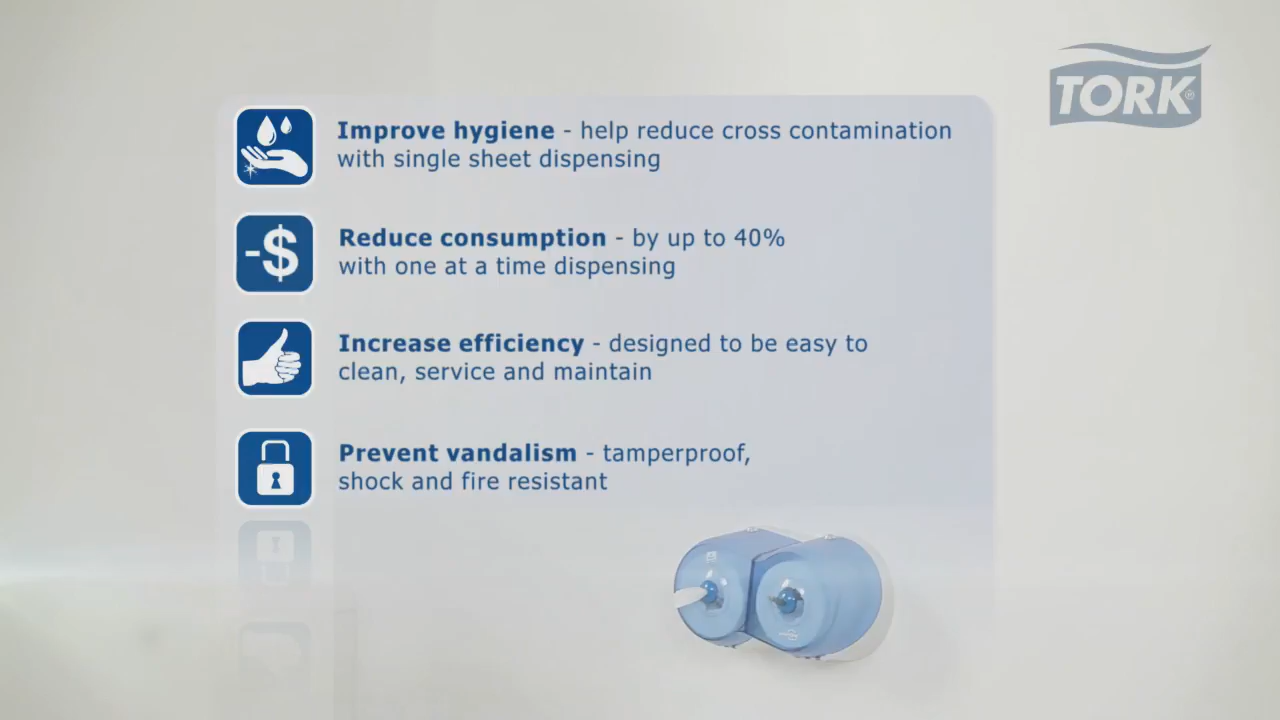 TORK®
Improve hygiene - help reduce cross contamination
with single sheet dispensing
-$
Reduce consumption - by up to 40%
with one at a time dispensing
Increase efficiency - designed to be easy to
clean, service and maintain
Prevent vandalism - tamperproof,
shock and fire resistant